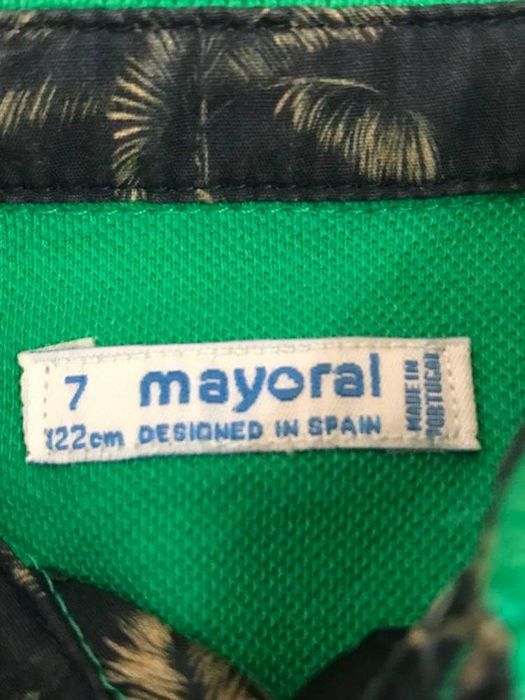 7 mayoral
122cm DESIGNED IN SPAIN
MADE IN
PORTUGAL